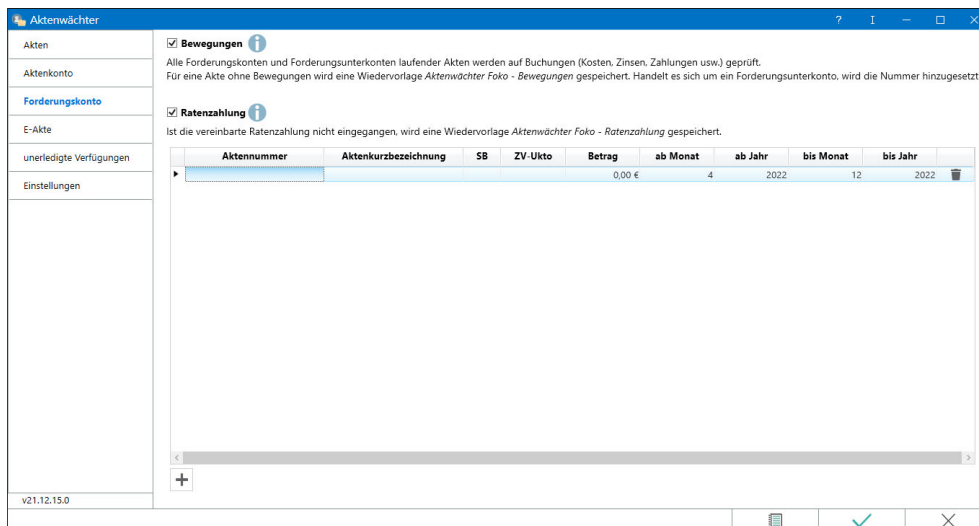 Aktenwächter
Akten
Aktenkonto
Forderungskonto
E-Akte
unerledigte Verfügungen
Einstellungen
v21.12.15.0
Bewegungen
Alle Forderungskonten und Forderungsunterkonten laufender Akten werden auf Buchungen (Kosten, Zinsen, Zahlungen usw.) geprüft.
Für eine Akte ohne Bewegungen wird eine Wiedervorlage Aktenwächter Foko - Bewegungen gespeichert. Handelt es sich um ein Forderungsunterkonto, wird die Nummer hinzugesetzt
Ratenzahlung
Ist die vereinbarte Ratenzahlung nicht eingegangen, wird eine Wiedervorlage Aktenwächter Foko - Ratenzahlung gespeichert.
Aktennummer Aktenkurzbezeichnung SB ZV-Ukto Betrag ab Monat ab Jahr bis Monat bis Jahr
0,00 € 4 2022 12 2022